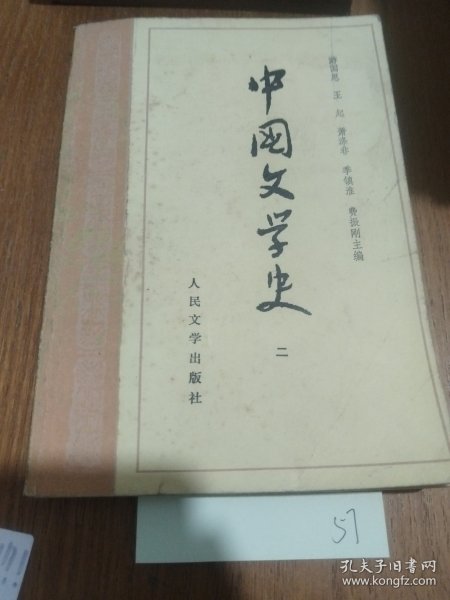 游国恩 王 起 萧涤非 季镇淮 费振刚主编
中国文学史
二
人民文学出版社
57
孔夫子旧书网
www.kongfz.com